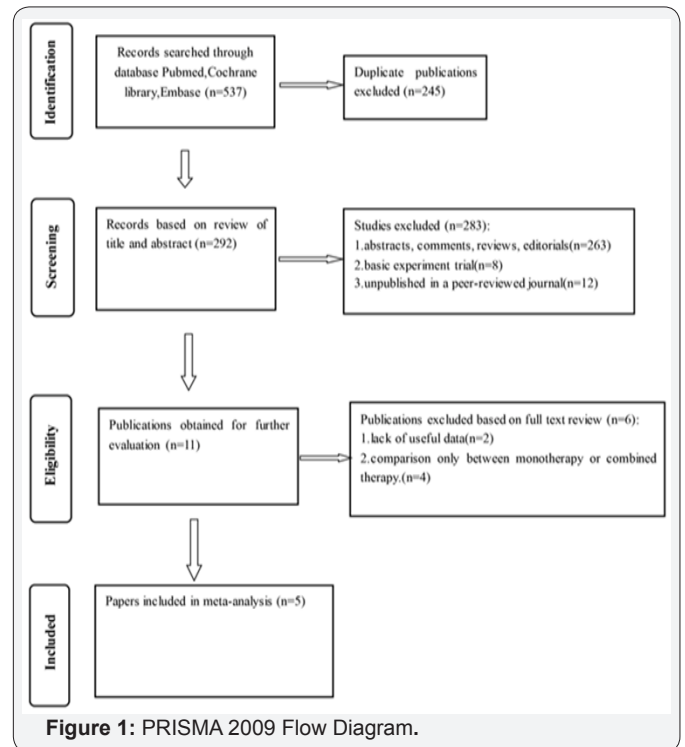 Identification
Records searched through
database Pubmed,Cochrane
library,Embase (n=537)
Duplicate publications
excluded (n=245)
Screening
Records based on review of
title and abstract (n=292)
Studies excluded (n=283):
1.abstracts, comments, reviews, editorials(n=263)
2.basic experiment trial(n=8)
3.unpublished in a peer-reviewed journal(n=12)
Eligibility
Publications obtained for further
evaluation (n=11)
Publications excluded based on full text review (n=6):
1.lack of useful data(n=2)
2.comparison only between monotherapy or combined
therapy.(n=4)
Included
Papers included in meta-analysis (n=5)
Figure 1: PRISMA 2009 Flow Diagram.